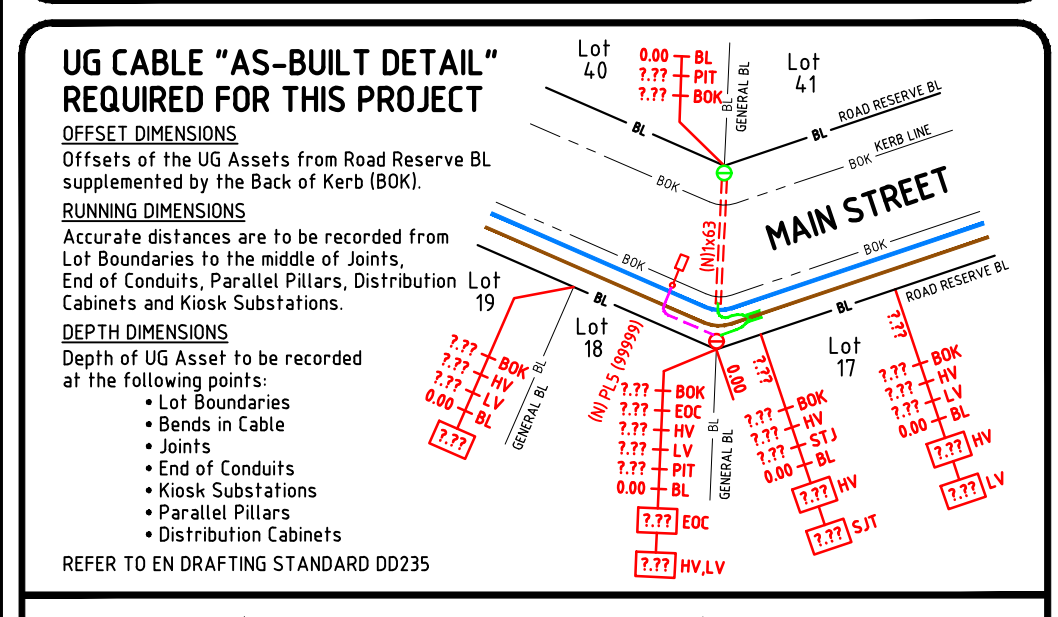 UG CABLE "AS-BUILT DETAIL"
REQUIRED FOR THIS PROJECT
OFFSET DIMENSIONS
Offsets of the UG Assets from Road Reserve BL
supplemented by the Back of Kerb (BOK).
RUNNING DIMENSIONS
Accurate distances are to be recorded from
Lot Boundaries to the middle of Joints,
End of Conduits, Parallel Pillars, Distribution
Cabinets and Kiosk Substations.
DEPTH DIMENSIONS
Depth of UG Asset to be recorded
at the following points:
• Lot Boundaries
• Bends in Cable
• Joints
• End of Conduits
• Kiosk Substations
• Parallel Pillars
• Distribution Cabinets
REFER TO EN DRAFTING STANDARD DD235
Lot
40
0.00 BL
?.?? PIT
?.?? BOK
BL
GENERAL BL
Lot
41
BL
BL
ROAD RESERVE BL
BOK
BOK
KERB LINE
MAIN STREET
(N)1x63
BOK
BOK
Lot
19
BL
BL
ROAD RESERVE BL
Lot
18
Lot
17
(N) PL5 (99999)
?.?? BOK
?.?? HV
?.?? LV
0.00 BL
?.??
BL
GENERAL BL
?.?? BOK
?.?? EOC
?.?? HV
?.?? LV
?.?? PIT
0.00 BL
?.?? EOC
?.?? HV,LV
0.00
BL
GENERAL BL
?.??
?.?? BOK
?.?? HV
?.?? STJ
0.00 BL
?.?? HV
?.?? SJT
?.??
?.?? BOK
?.?? HV
?.?? LV
0.00 BL
?.?? HV
?.?? LV